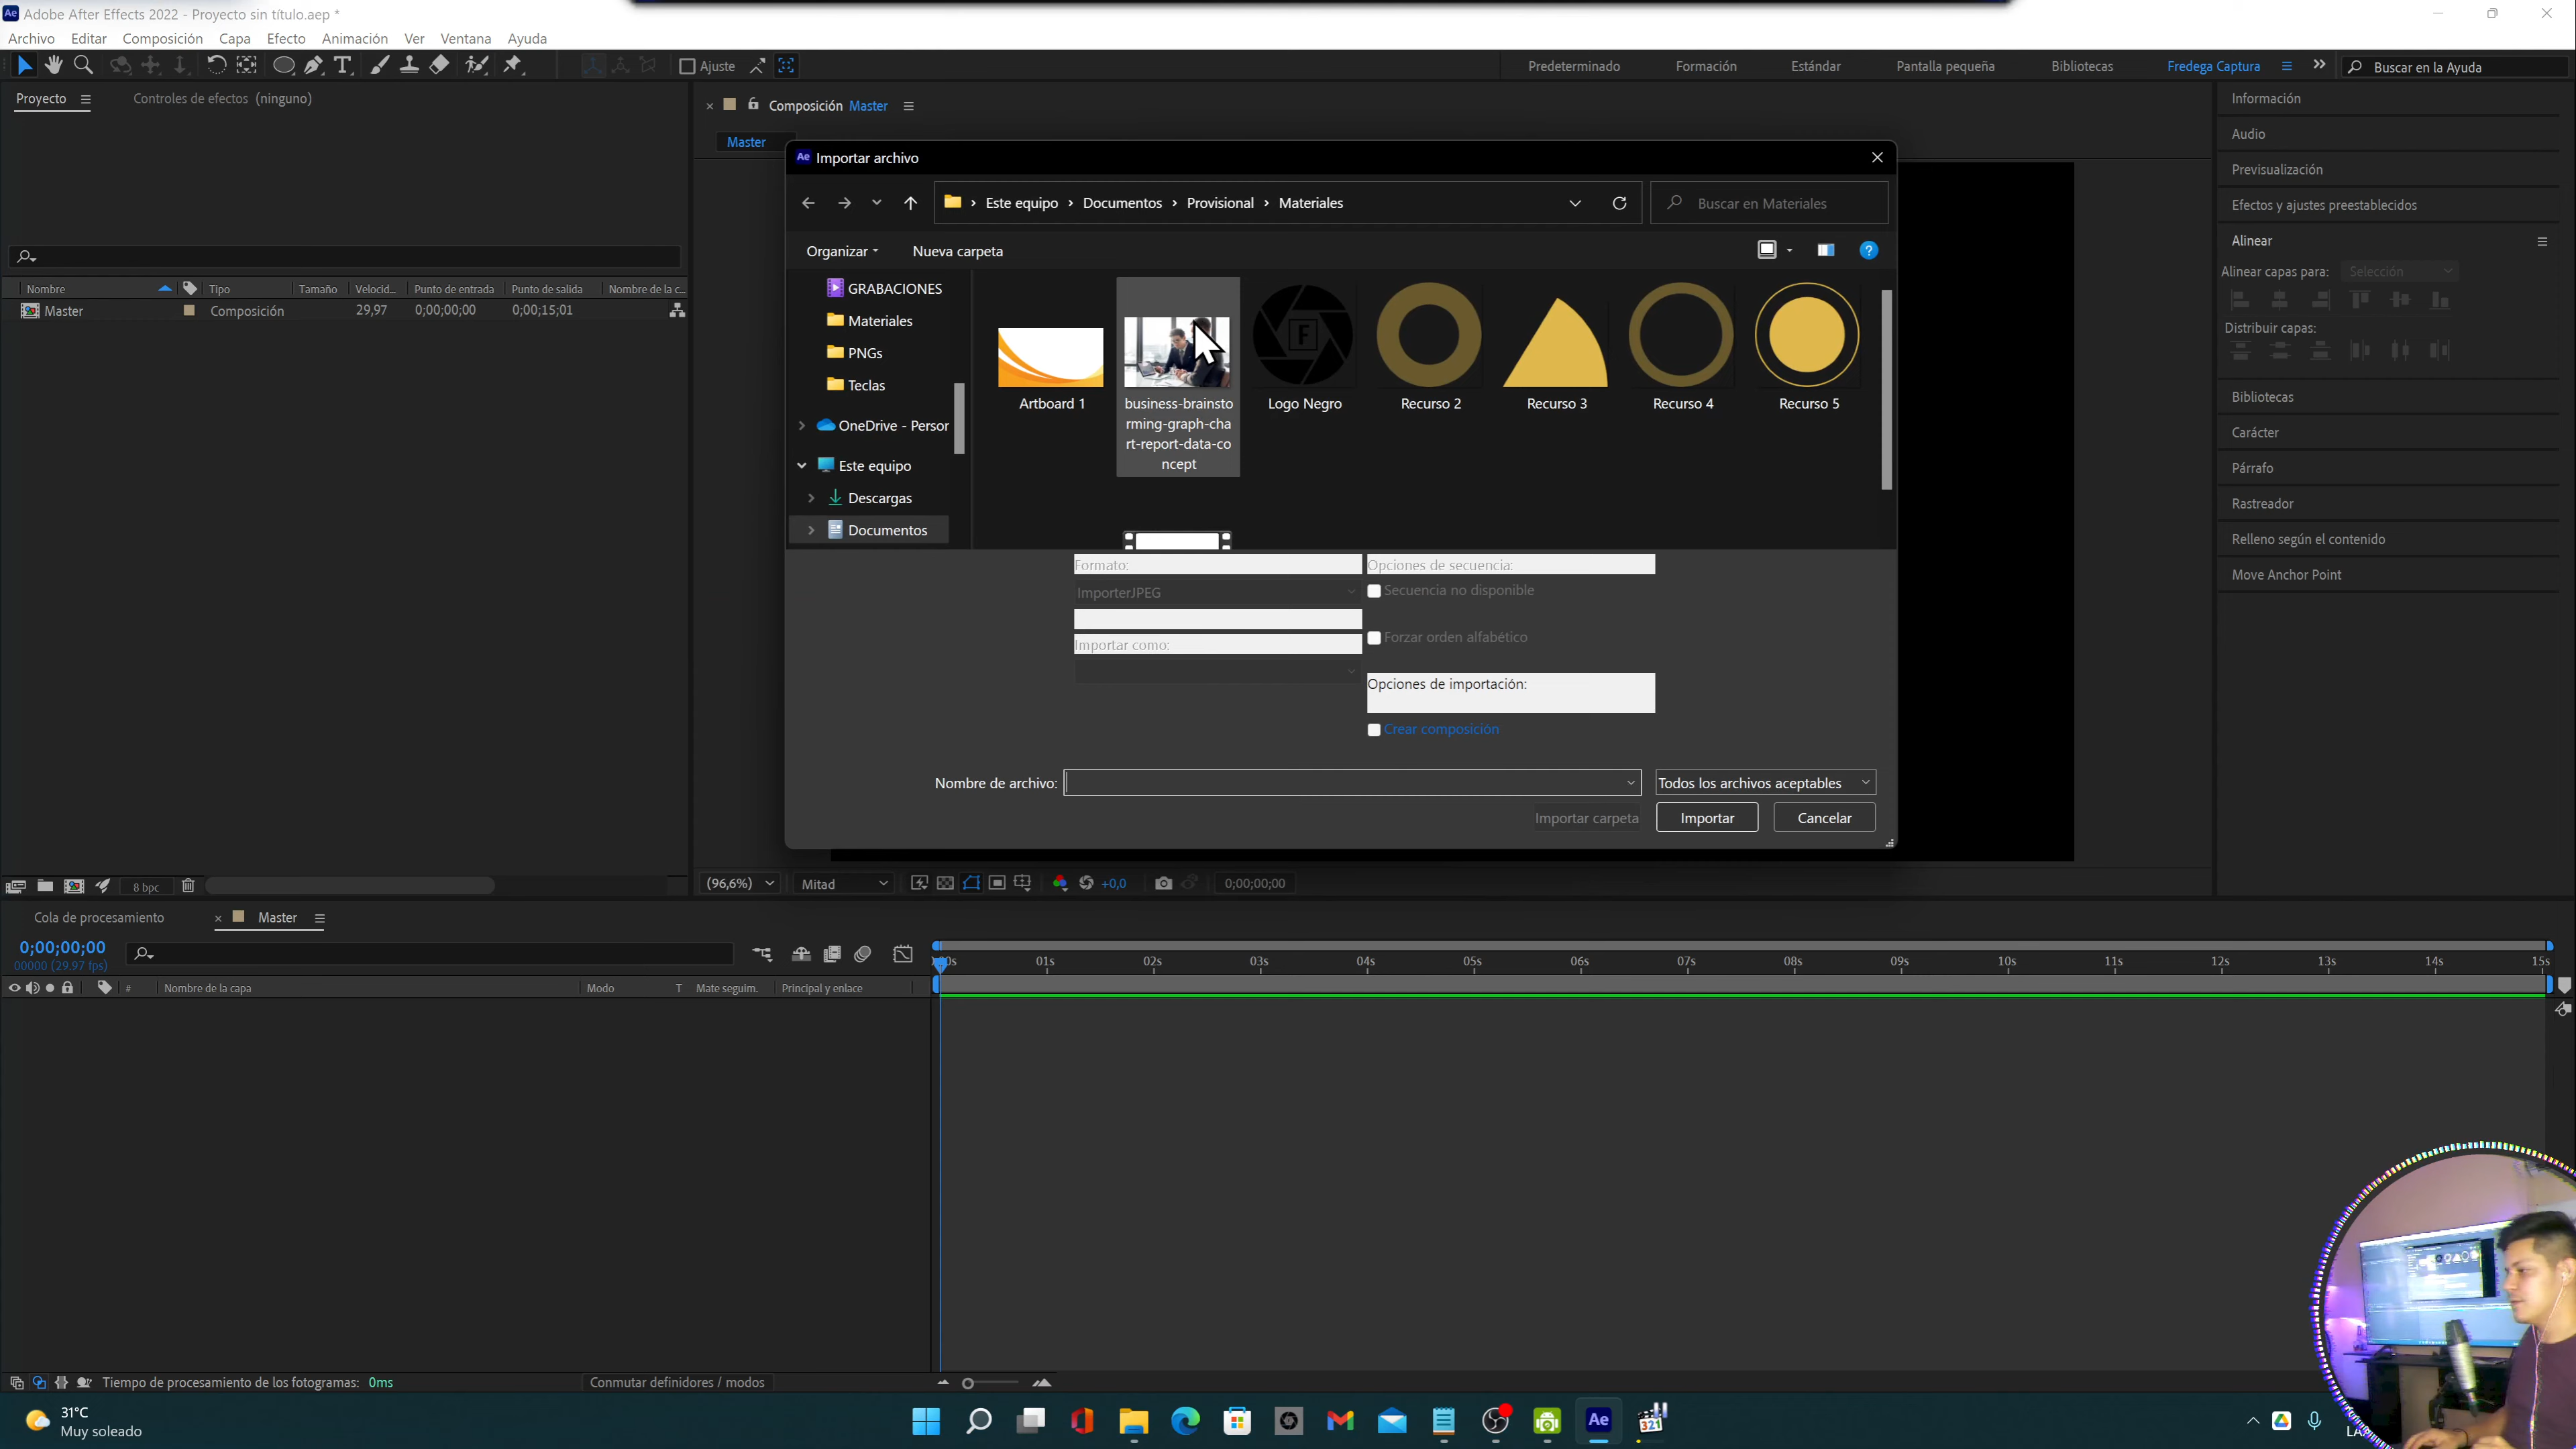 Adobe After Effects 2022 - Proyecto sin título.aep *
Archivo Editar Composición Capa Efecto Animación Ver Ventana Ayuda
Ajuste
Predeterminado Formación Estándar Pantalla pequeña Bibliotecas Fredega Captura
Buscar en la Ayuda
Proyecto
Controles de efectos (ninguno)
Composición Master
Master
Nombre Tipo Tamaño Velocid... Punto de entrada Punto de salida Nombre de la c...
Master Composición 29,97 0;00;00;00 0;00;15;01
Ae Importar archivo
Este equipo > Documentos > Provisional > Materiales
Buscar en Materiales
Organizar Nueva carpeta
GRABACIONES
Materiales
PNGs
Teclas
OneDrive - Person
Este equipo
Descargas
Documentos
Artboard 1
business-brainsto
rming-graph-cha
rt-report-data-co
ncept
Logo Negro
Recurso 2
Recurso 3
Recurso 4
Recurso 5
Formato:
ImporterJPEG
Importar como:
Opciones de secuencia:
Secuencia no disponible
Forzar orden alfabético
Opciones de importación:
Crear composición
Nombre de archivo:
Todos los archivos aceptables
Importar carpeta Importar Cancelar
Información
Audio
Previsualización
Efectos y ajustes preestablecidos
Alinear
Alinear capas para: Selección
Distribuir capas:
Bibliotecas
Carácter
Párrafo
Rastreador
Relleno según el contenido
Move Anchor Point
8 bpc
(96,6%) Mitad +0,0 0;00;00;00
Cola de procesamiento
Master
0;00;00;00
00000 (29.97 fps)
# Nombre de la capa Modo T Mate seguim. Principal y enlace
01s 02s 03s 04s 05s 06s 07s 08s 09s 10s 11s 12s 13s 14s 15s
Tiempo de procesamiento de los fotogramas: 0ms
Conmutar definidores / modos
31°C
Muy soleado
Ae
321